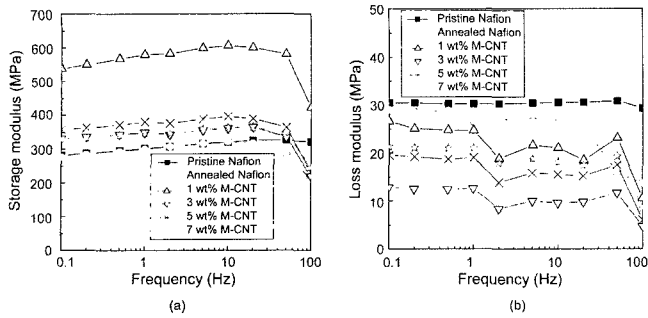 Storage modulus (MPa)
700
600
500
400
300
200
100
0
Pristine Nafion
Annealed Nafion
1 wt% M-CNT
3 wt% M-CNT
5 wt% M-CNT
7 wt% M-CNT
0.1
1
10
100
Frequency (Hz)
(a)
Loss modulus (MPa)
50
40
30
20
10
0
Pristine Nafion
Annealed Nafion
1 wt% M-CNT
3 wt% M-CNT
5 wt% M-CNT
7 wt% M-CNT
0.1
1
10
100
Frequency (Hz)
(b)